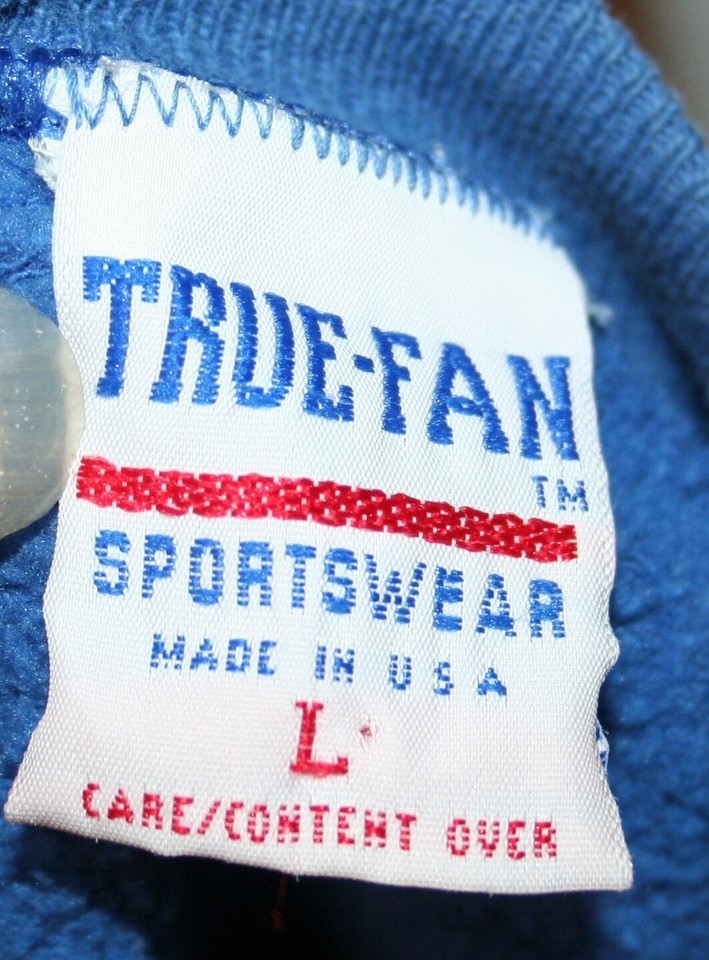 TRUE-FAN
TM
SPORTSWEAR
MADE IN USA
L
CARE/CONTENT OVER